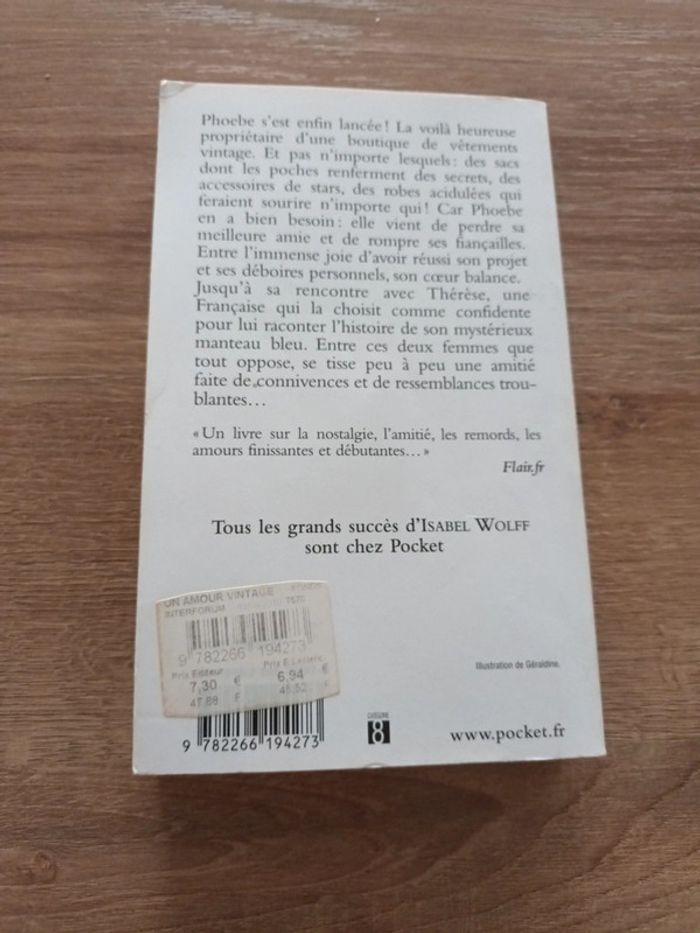 Phoebe s'est enfin lancée ! La voilà heureuse
propriétaire d'une boutique de vêtements
vintage. Et pas n'importe lesquels : des sacs
dont les poches renferment des secrets, des
accessoires de stars, des robes acidulées qui
feraient sourire n'importe qui ! Car Phoebe
en a bien besoin : elle vient de perdre sa
meilleure amie et de rompre ses fiançailles.
Entre l'immense joie d'avoir réussi son projet
et ses déboires personnels, son cœur balance.
Jusqu'à sa rencontre avec Thérèse, une
Française qui la choisit comme confidente
pour lui raconter l'histoire de son mystérieux
manteau bleu. Entre ces deux femmes que
tout oppose, se tisse peu à peu une amitié
faite de connivences et de ressemblances trou-
blantes...
« Un livre sur la nostalgie, l'amitié, les remords, les
amours finissantes et débutantes... »
Flair.fr
Tous les grands succès d'ISABEL WOLFF
sont chez Pocket
UN AMOUR VINTAGE
INTERFORUM
9 782266 194273
Prix Editeur Prix E.Leclerc
7,30 € 6,94 €
47,88 F 45,52 F
Illustration de Géraldine.
9 782266 194273
CATÉGORIE
8
www.pocket.fr